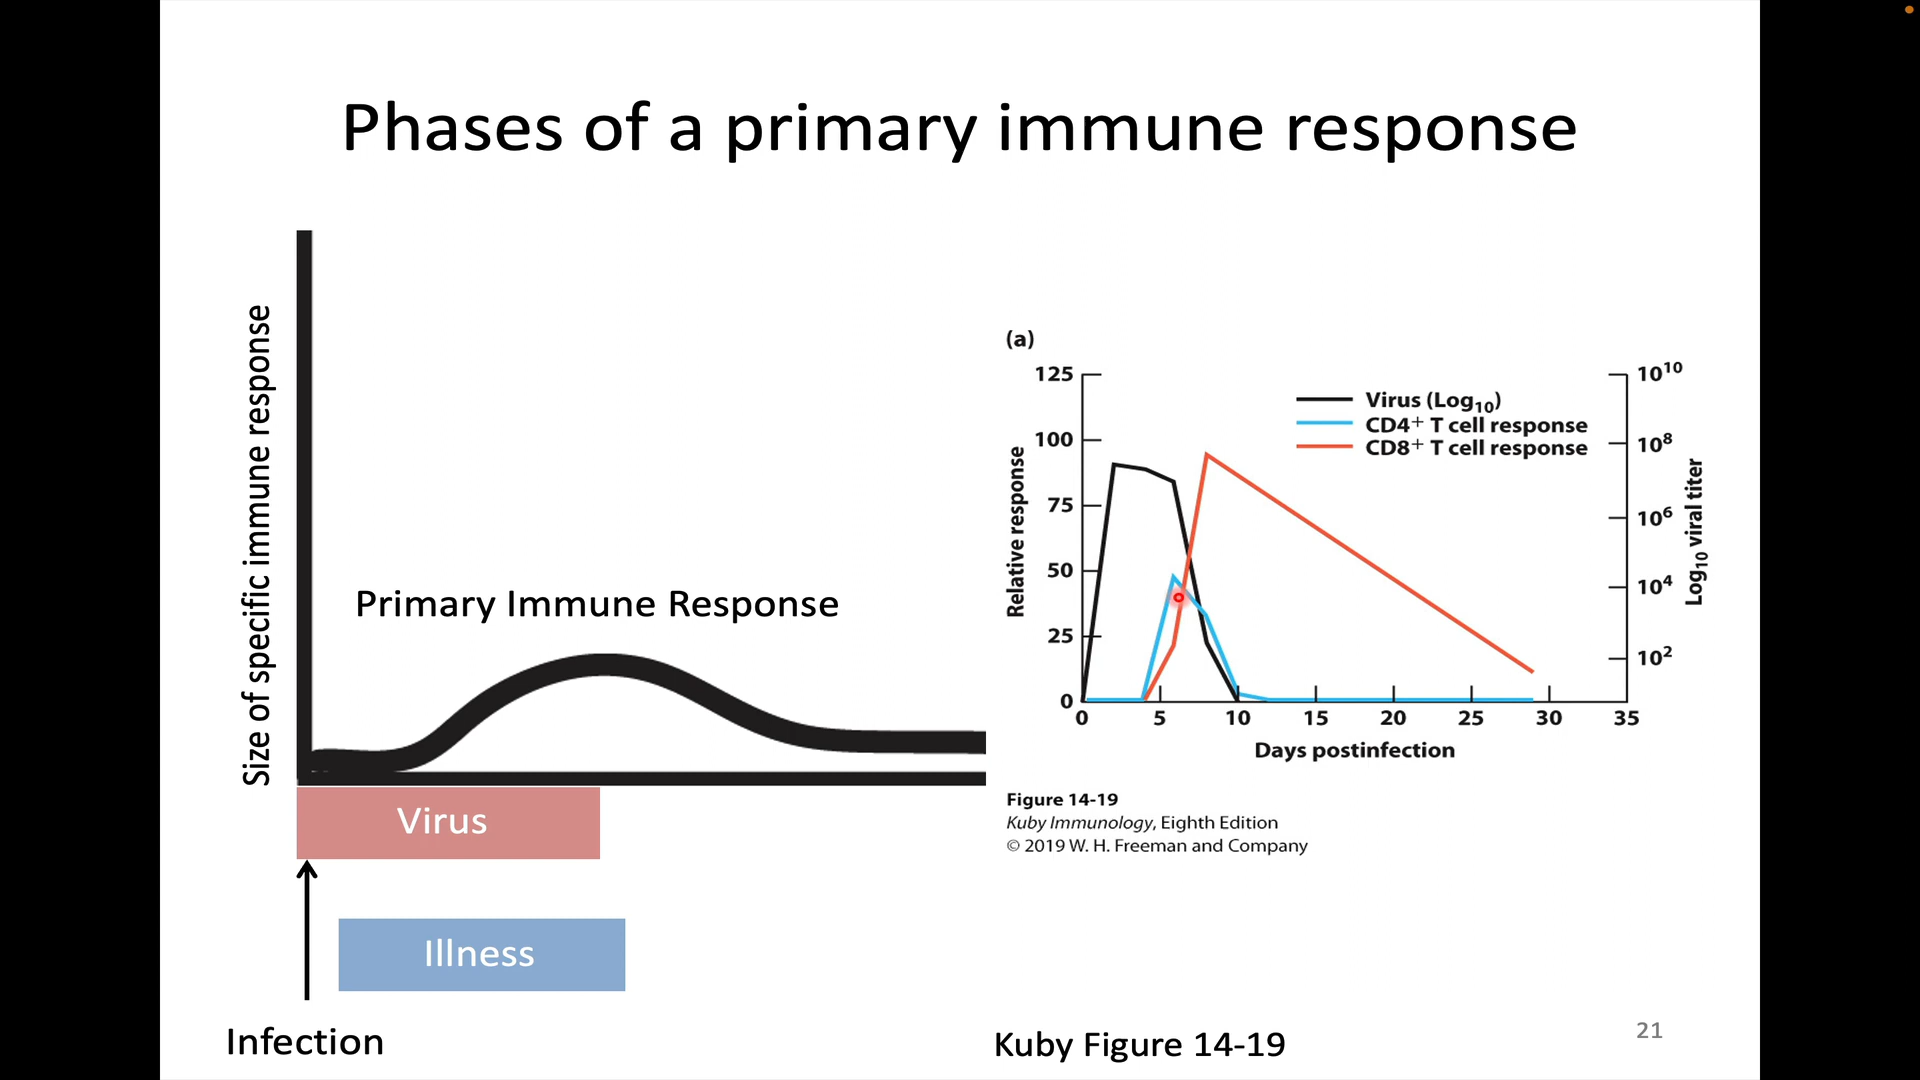 Phases of a primary immune response
Size of specific immune response
Primary Immune Response
Virus
Illness
Infection
(a)
125
100
75
50
25
0
Relative response
Virus (Log10)
CD4+ T cell response
CD8+ T cell response
10^10
10^8
10^6
10^4
10^2
Log10 viral titer
0 5 10 15 20 25 30 35
Days postinfection
Figure 14-19
Kuby Immunology, Eighth Edition
© 2019 W. H. Freeman and Company
Kuby Figure 14-19
21